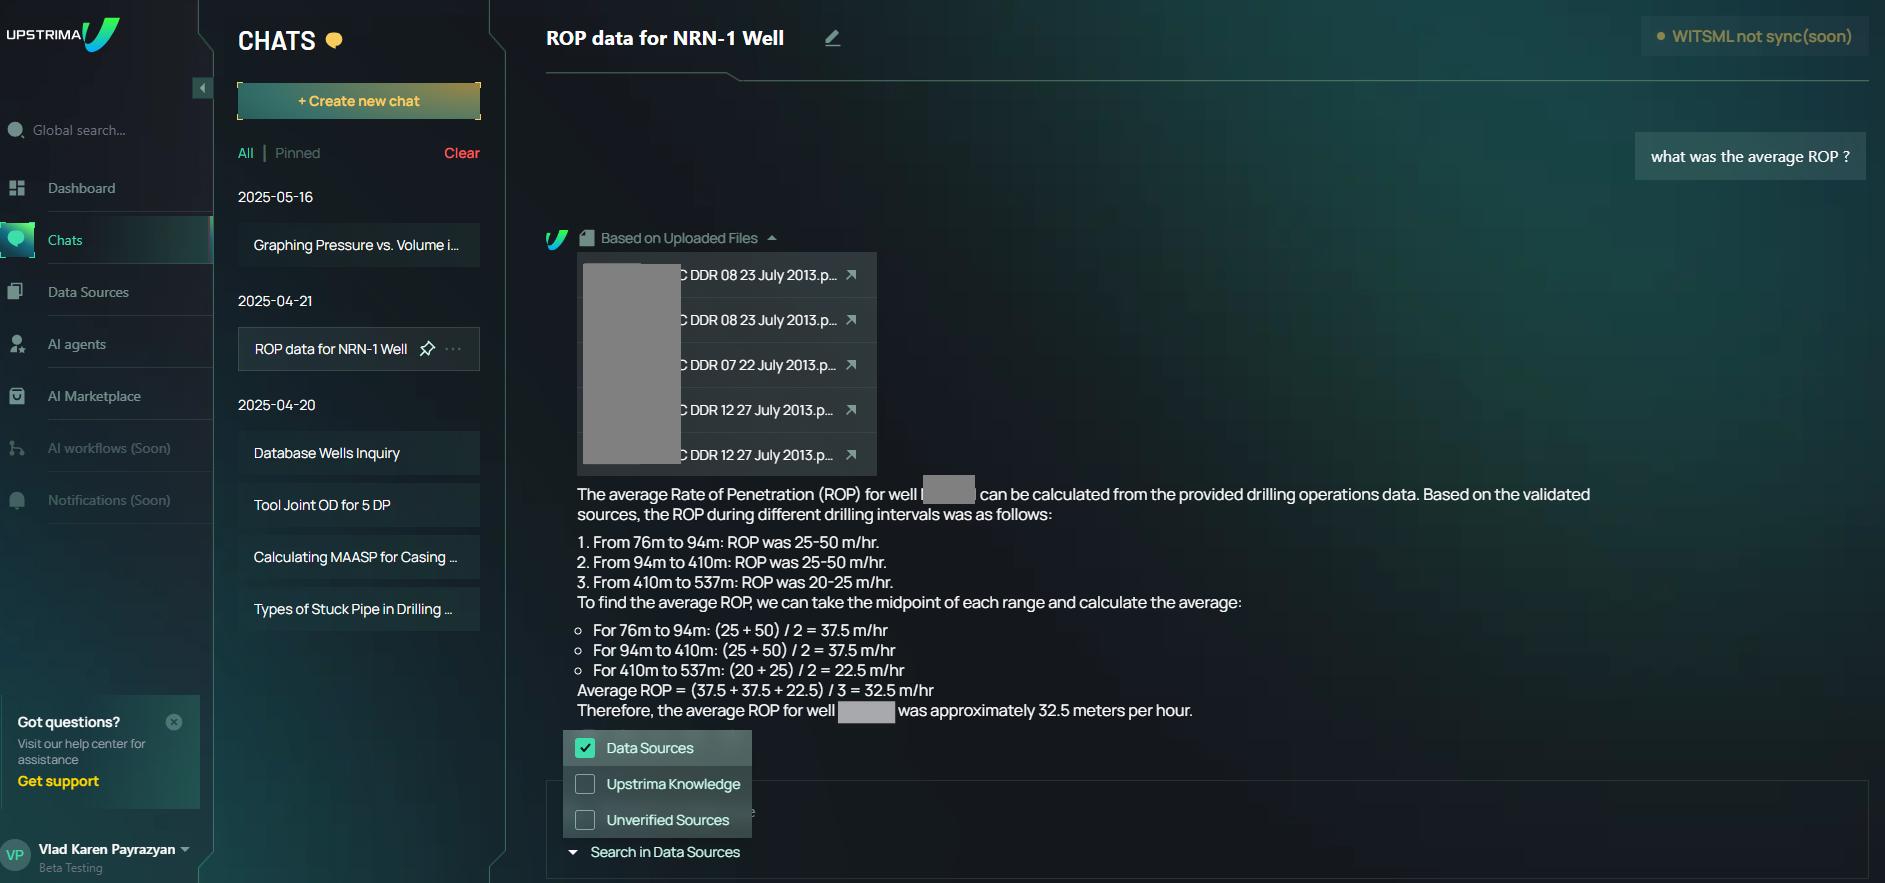 UPSTRIMA
Global search...
Dashboard
Chats
Data Sources
AI agents
AI Marketplace
AI workflows (Soon)
Notifications (Soon)
Got questions?
Visit our help center for
assistance
Get support
VP
Vlad Karen Payrazyan
Beta Testing
CHATS
+ Create new chat
All | Pinned
Clear
2025-05-16
Graphing Pressure vs. Volume i...
2025-04-21
ROP data for NRN-1 Well
2025-04-20
Database Wells Inquiry
Tool Joint OD for 5 DP
Calculating MAASP for Casing ...
Types of Stuck Pipe in Drilling ...
ROP data for NRN-1 Well
WITSML not sync(soon)
what was the average ROP ?
Based on Uploaded Files
C DDR 08 23 July 2013.p...
C DDR 08 23 July 2013.p...
C DDR 07 22 July 2013.p...
C DDR 12 27 July 2013.p...
C DDR 12 27 July 2013.p...
The average Rate of Penetration (ROP) for well can be calculated from the provided drilling operations data. Based on the validated
sources, the ROP during different drilling intervals was as follows:
1. From 76m to 94m: ROP was 25-50 m/hr.
2. From 94m to 410m: ROP was 25-50 m/hr.
3. From 410m to 537m: ROP was 20-25 m/hr.
To find the average ROP, we can take the midpoint of each range and calculate the average:
For 76m to 94m: (25 + 50) / 2 = 37.5 m/hr
For 94m to 410m: (25 + 50) / 2 = 37.5 m/hr
For 410m to 537m: (20 + 25) / 2 = 22.5 m/hr
Average ROP = (37.5 + 37.5 + 22.5) / 3 = 32.5 m/hr
Therefore, the average ROP for well was approximately 32.5 meters per hour.
Data Sources
Upstrima Knowledge
Unverified Sources
Search in Data Sources